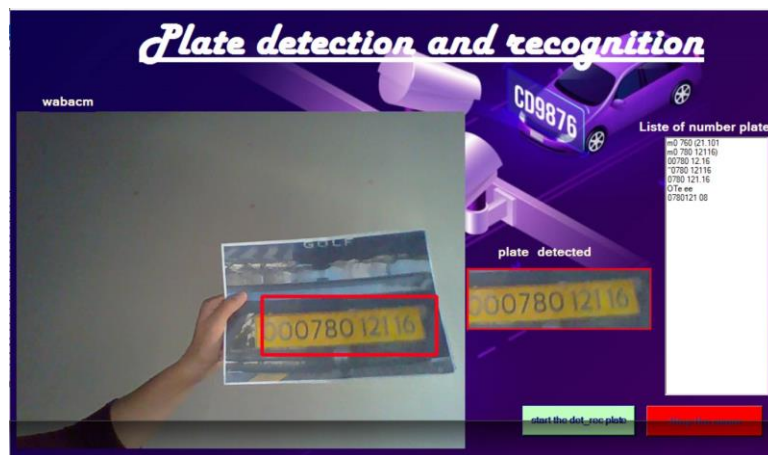 Plate detection and recognition
wabacm
CD9876
Liste of number plate
m0 760 (21.101
m0 780 12116)
00780 12.16
"0780 12116
0780 121.16
OTe ee
0780121 08
GOLF
000780 121 16
plate detected
000780 121 16
start the det_rec plate